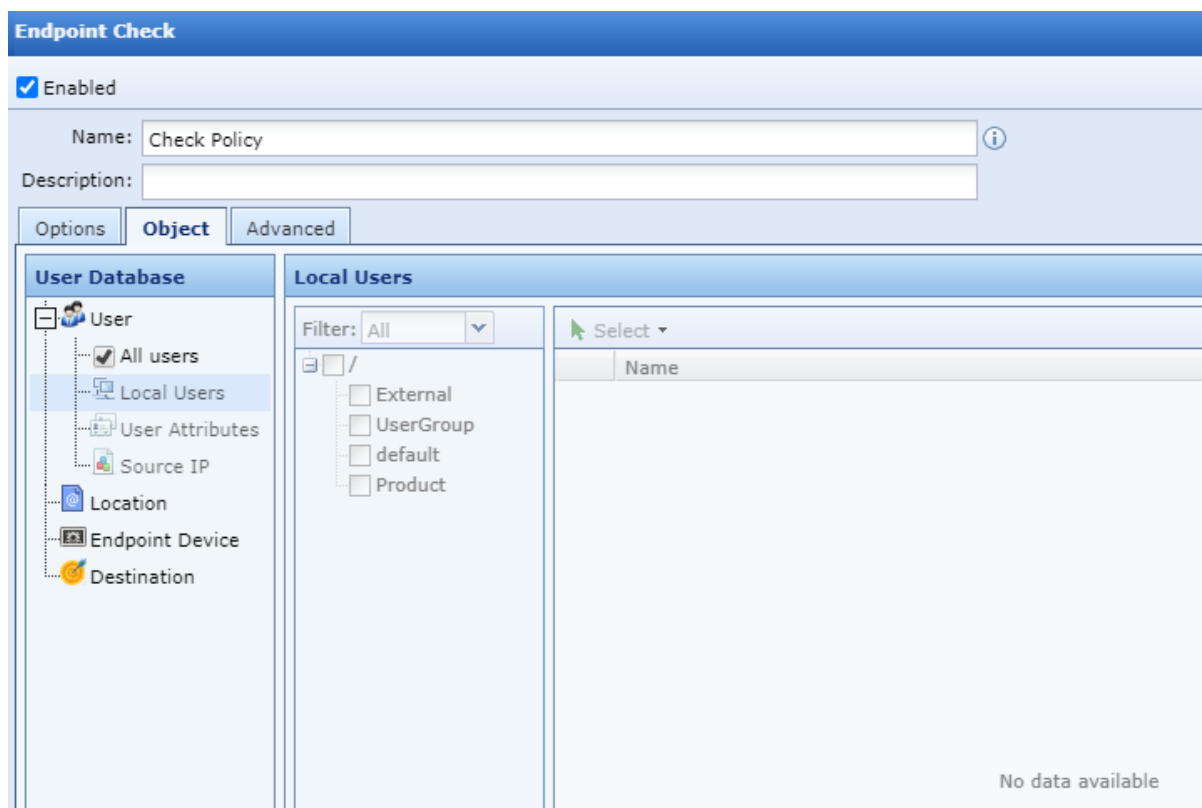 Endpoint Check
Enabled
Name: Check Policy
Description:
Options Object Advanced
User Database
User
All users
Local Users
User Attributes
Source IP
Location
Endpoint Device
Destination
Local Users
Filter: All
/
External
UserGroup
default
Product
Select
Name
No data available